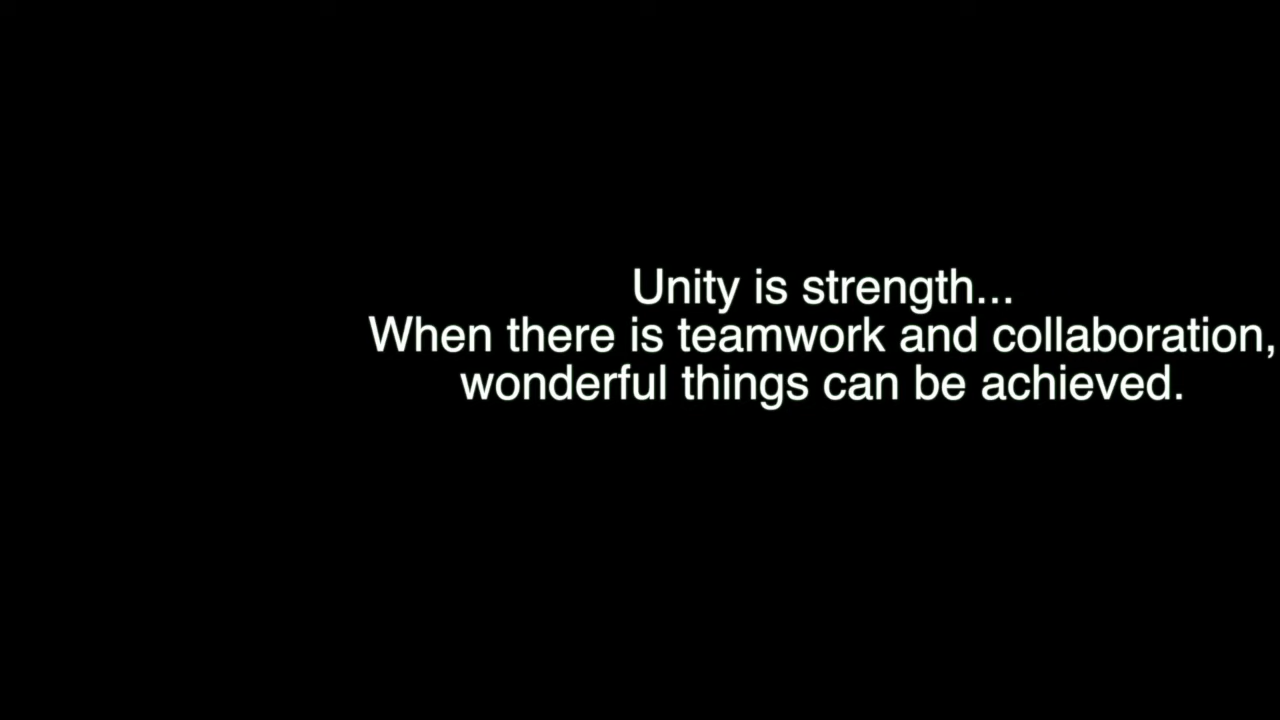 Unity is strength...
When there is teamwork and collaboration,
wonderful things can be achieved.